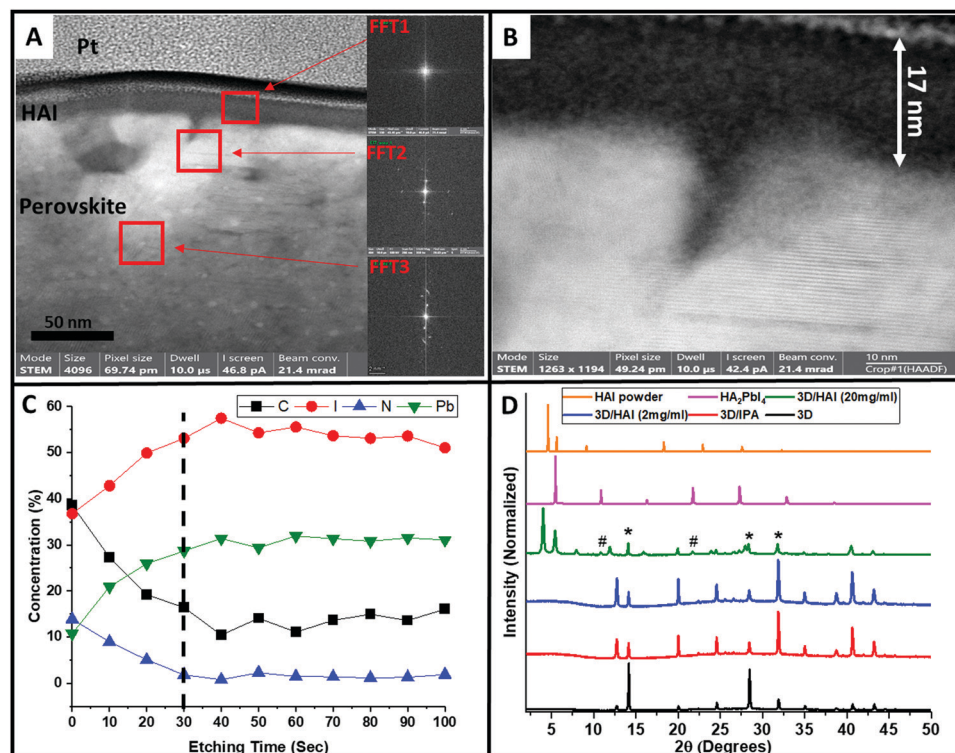 A
Pt
HAI
Perovskite
50 nm
FFT1
FFT2
FFT3
Mode Size Pixel size Dwell I screen Beam conv.
STEM 4096 69.74 pm 10.0 µs 46.8 pA 21.4 mrad
B
17 nm
Mode Size Pixel size Dwell I screen Beam conv. 10 nm
STEM 1263 x 1194 49.24 pm 10.0 µs 42.4 pA 21.4 mrad Crop#1(HAADF)
C
C I N Pb
60
50
40
30
20
10
0
Concentration (%)
0 10 20 30 40 50 60 70 80 90 100
Etching Time (Sec)
D
HAI powder HA₂PbI₄ 3D/HAI (20mg/ml)
3D/HAI (2mg/ml) 3D/IPA 3D
# * # * *
Intensity (Normalized)
5 10 15 20 25 30 35 40 45 50
2θ (Degrees)